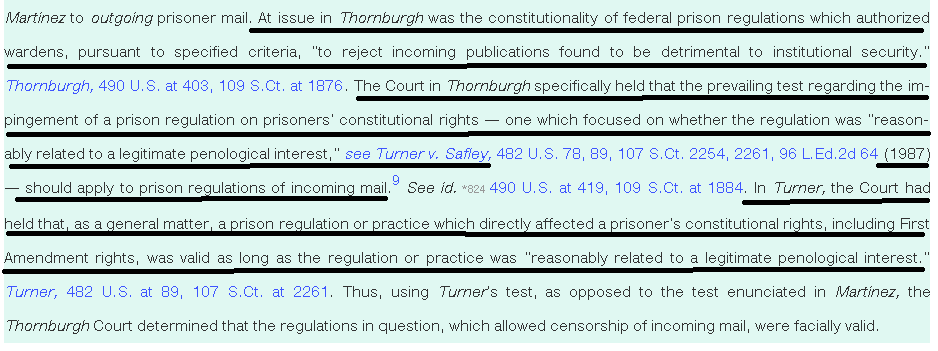 Martinez to outgoing prisoner mail. At issue in Thornburgh was the constitutionality of federal prison regulations which authorized
wardens, pursuant to specified criteria, "to reject incoming publications found to be detrimental to institutional security."
Thornburgh, 490 U.S. at 403, 109 S.Ct. at 1876. The Court in Thornburgh specifically held that the prevailing test regarding the im-
pingement of a prison regulation on prisoners' constitutional rights — one which focused on whether the regulation was "reason-
ably related to a legitimate penological interest," see Turner v. Safley, 482 U.S. 78, 89, 107 S.Ct. 2254, 2261, 96 L.Ed.2d 64 (1987)
— should apply to prison regulations of incoming mail.9 See id. *824 490 U.S. at 419, 109 S.Ct. at 1884. In Turner, the Court had
held that, as a general matter, a prison regulation or practice which directly affected a prisoner's constitutional rights, including First
Amendment rights, was valid as long as the regulation or practice was "reasonably related to a legitimate penological interest."
Turner, 482 U.S. at 89, 107 S.Ct. at 2261. Thus, using Turner's test, as opposed to the test enunciated in Martinez, the
Thornburgh Court determined that the regulations in question, which allowed censorship of incoming mail, were facially valid.